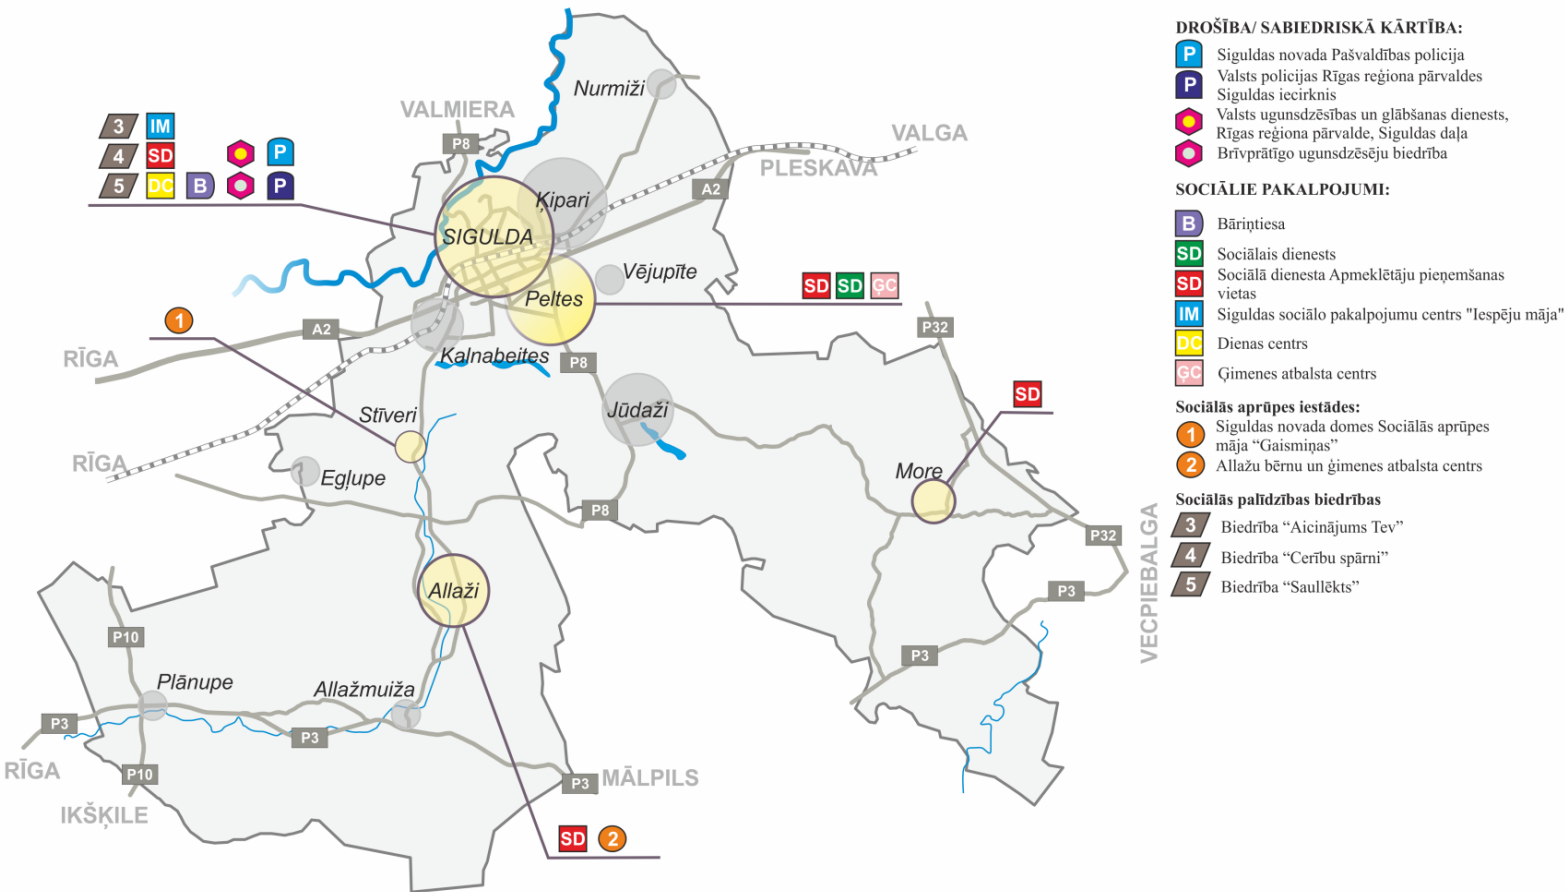 Nurmiži
VALMIERA
P8
VALGA
PLESKAVA
A2
3 IM
4 SD P
5 DC B P
Ķipari
SIGULDA
Vējupīte
Peltes
SD SD ĢC
1
A2
RĪGA
Kalnabeites
P8
P32
SD
Stīveri
Jūdaži
RĪGA
Egļupe
More
P8
P32
VECPIEBALGA
Allaži
P3
P10
P3
Plānupe
Allažmuiža
P3
P3
RĪGA
P10
P3
MĀLPILS
IKŠĶILE
SD 2
DROŠĪBA/ SABIEDRISKĀ KĀRTĪBA:
P Siguldas novada Pašvaldības policija
P Valsts policijas Rīgas reģiona pārvaldes
Siguldas iecirknis
Valsts ugunsdzēsības un glābšanas dienests,
Rīgas reģiona pārvalde, Siguldas daļa
Brīvprātīgo ugunsdzēsēju biedrība
SOCIĀLIE PAKALPOJUMI:
B Bāriņtiesa
SD Sociālais dienests
SD Sociālā dienesta Apmeklētāju pieņemšanas
vietas
IM Siguldas sociālo pakalpojumu centrs "Iespēju māja"
DC Dienas centrs
ĢC Ģimenes atbalsta centrs
Sociālās aprūpes iestādes:
1 Siguldas novada domes Sociālās aprūpes
māja “Gaismiņas”
2 Allažu bērnu un ģimenes atbalsta centrs
Sociālās palīdzības biedrības
3 Biedrība “Aicinājums Tev”
4 Biedrība “Cerību spārni”
5 Biedrība “Saullēkts”